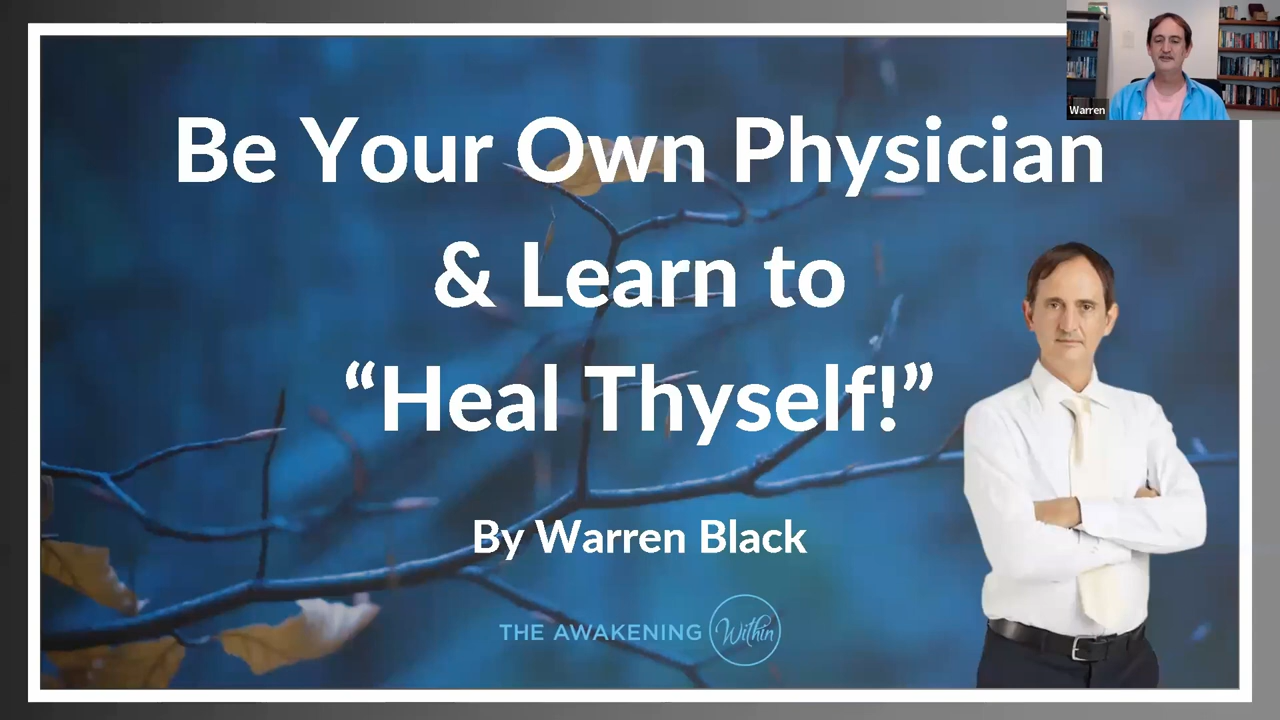 Warren
Be Your Own Physician
& Learn to
“Heal Thyself!”
By Warren Black
THE AWAKENING Within